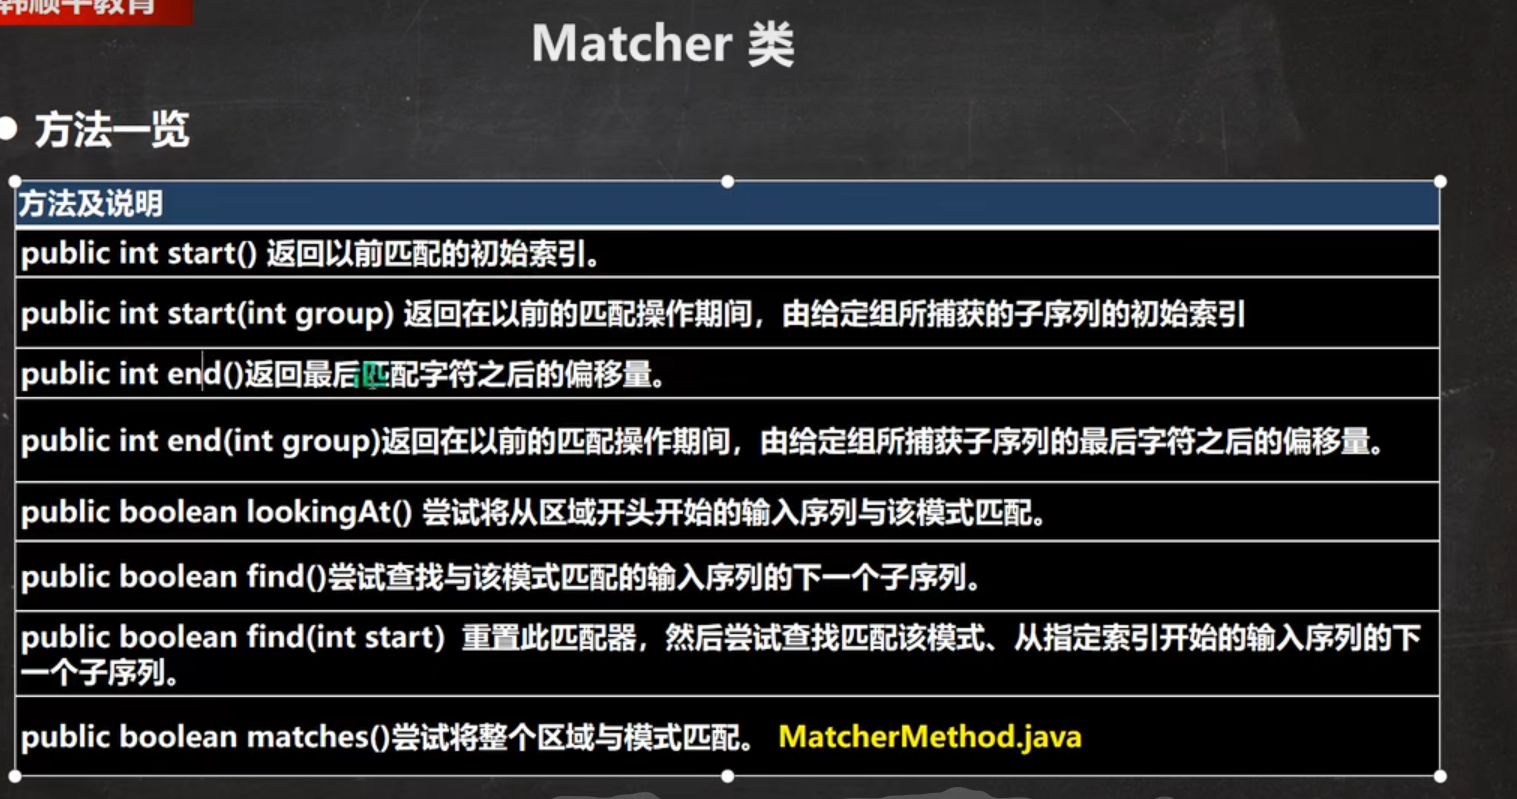 韩顺平教育
Matcher 类
方法一览
方法及说明
public int start() 返回以前匹配的初始索引。
public int start(int group) 返回在以前的匹配操作期间，由给定组所捕获的子序列的初始索引
public int end()返回最后匹配字符之后的偏移量。
public int end(int group)返回在以前的匹配操作期间，由给定组所捕获子序列的最后字符之后的偏移量。
public boolean lookingAt() 尝试将从区域开头开始的输入序列与该模式匹配。
public boolean find()尝试查找与该模式匹配的输入序列的下一个子序列。
public boolean find(int start) 重置此匹配器，然后尝试查找匹配该模式、从指定索引开始的输入序列的下
一个子序列。
public boolean matches()尝试将整个区域与模式匹配。 MatcherMethod.java